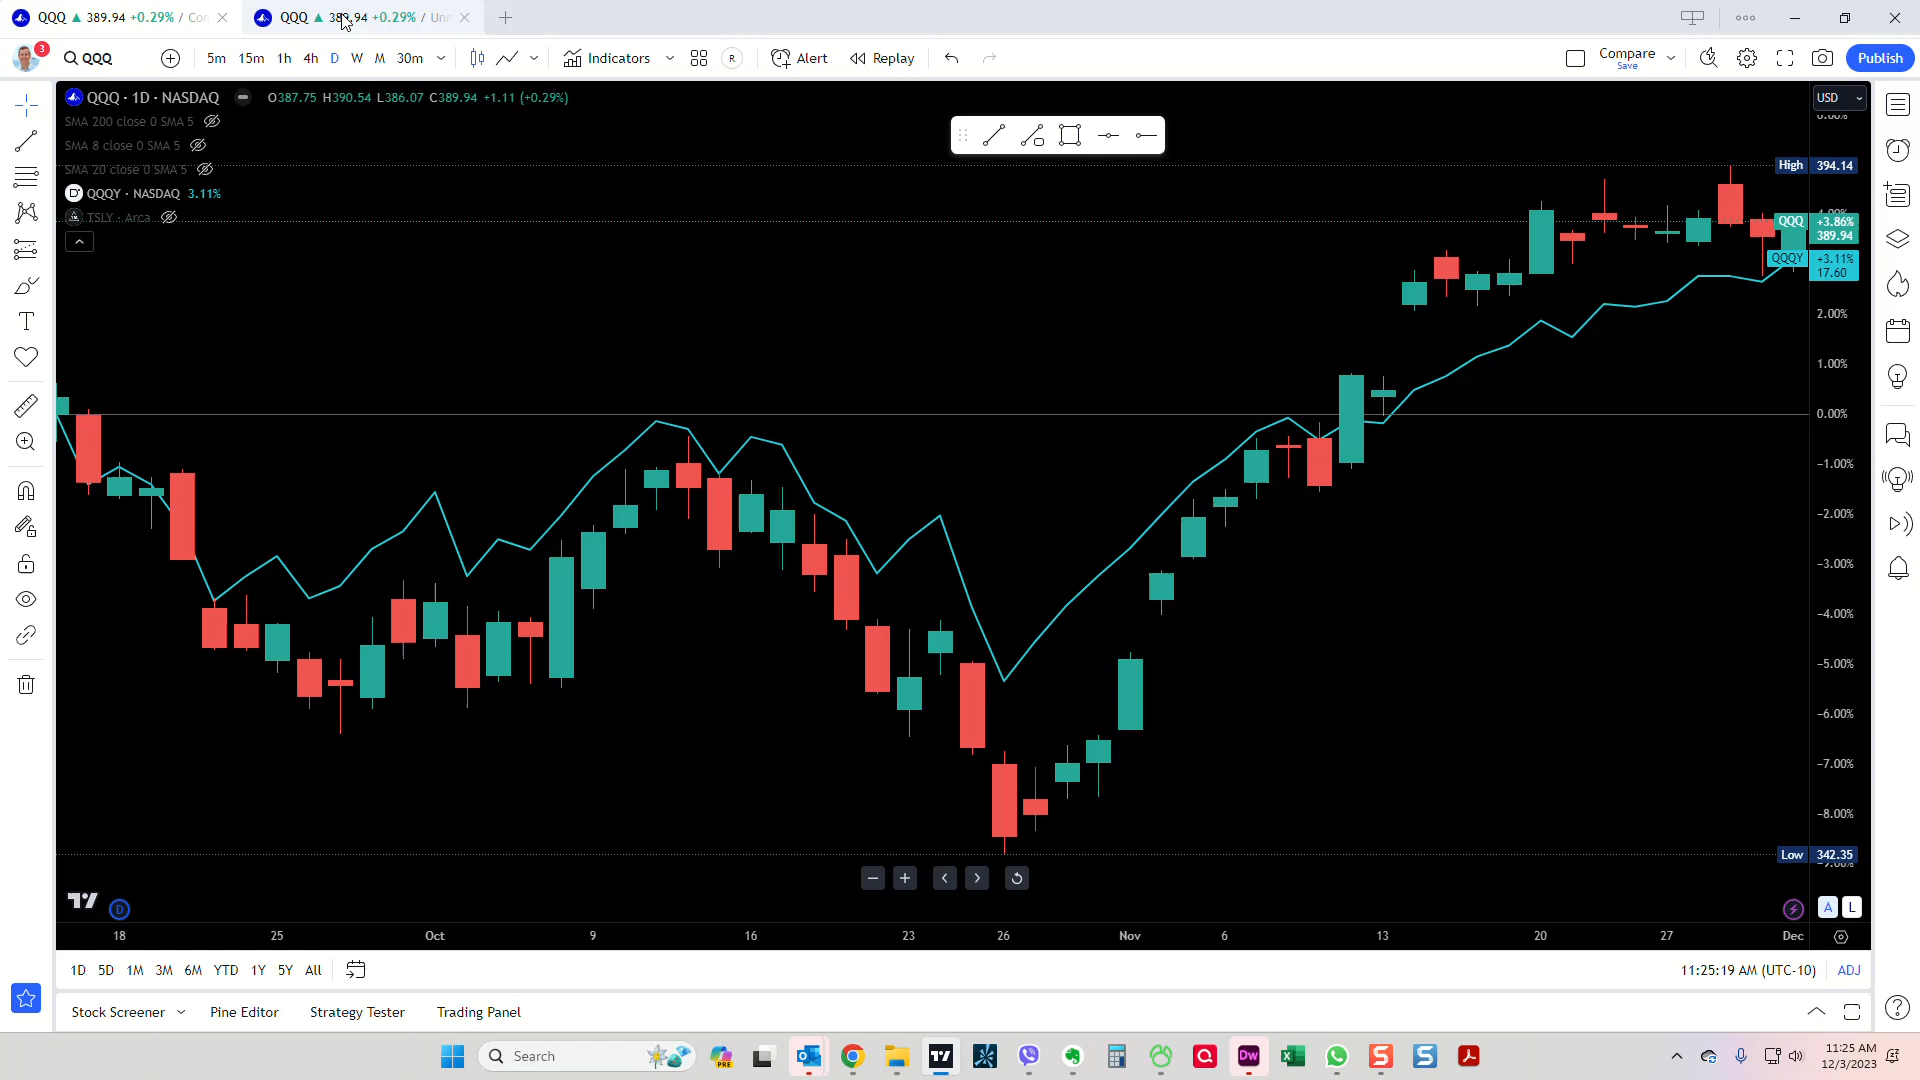 QQQ ▲ 389.94 +0.29% / Con
QQQ ▲ 389.94 +0.29% / Unn
3
QQQ
5m 15m 1h 4h D W M 30m
Indicators
R
Alert
Replay
Compare
Save
Publish
QQQ · 1D · NASDAQ
O387.75 H390.54 L386.07 C389.94 +1.11 (+0.29%)
SMA 200 close 0 SMA 5
SMA 8 close 0 SMA 5
SMA 20 close 0 SMA 5
D QQQY · NASDAQ 3.11%
TSLY · Arca
USD
High 394.14
QQQ +3.86%
389.94
QQQY +3.11%
17.60
2.00%
1.00%
0.00%
−1.00%
−2.00%
−3.00%
−4.00%
−5.00%
−6.00%
−7.00%
−8.00%
Low 342.35
D
A L
18 25 Oct 9 16 23 26 Nov 6 13 20 27 Dec
1D 5D 1M 3M 6M YTD 1Y 5Y All
11:25:19 AM (UTC-10) ADJ
Stock Screener Pine Editor Strategy Tester Trading Panel
Search
PRE
Dw
11:25 AM
12/3/2023